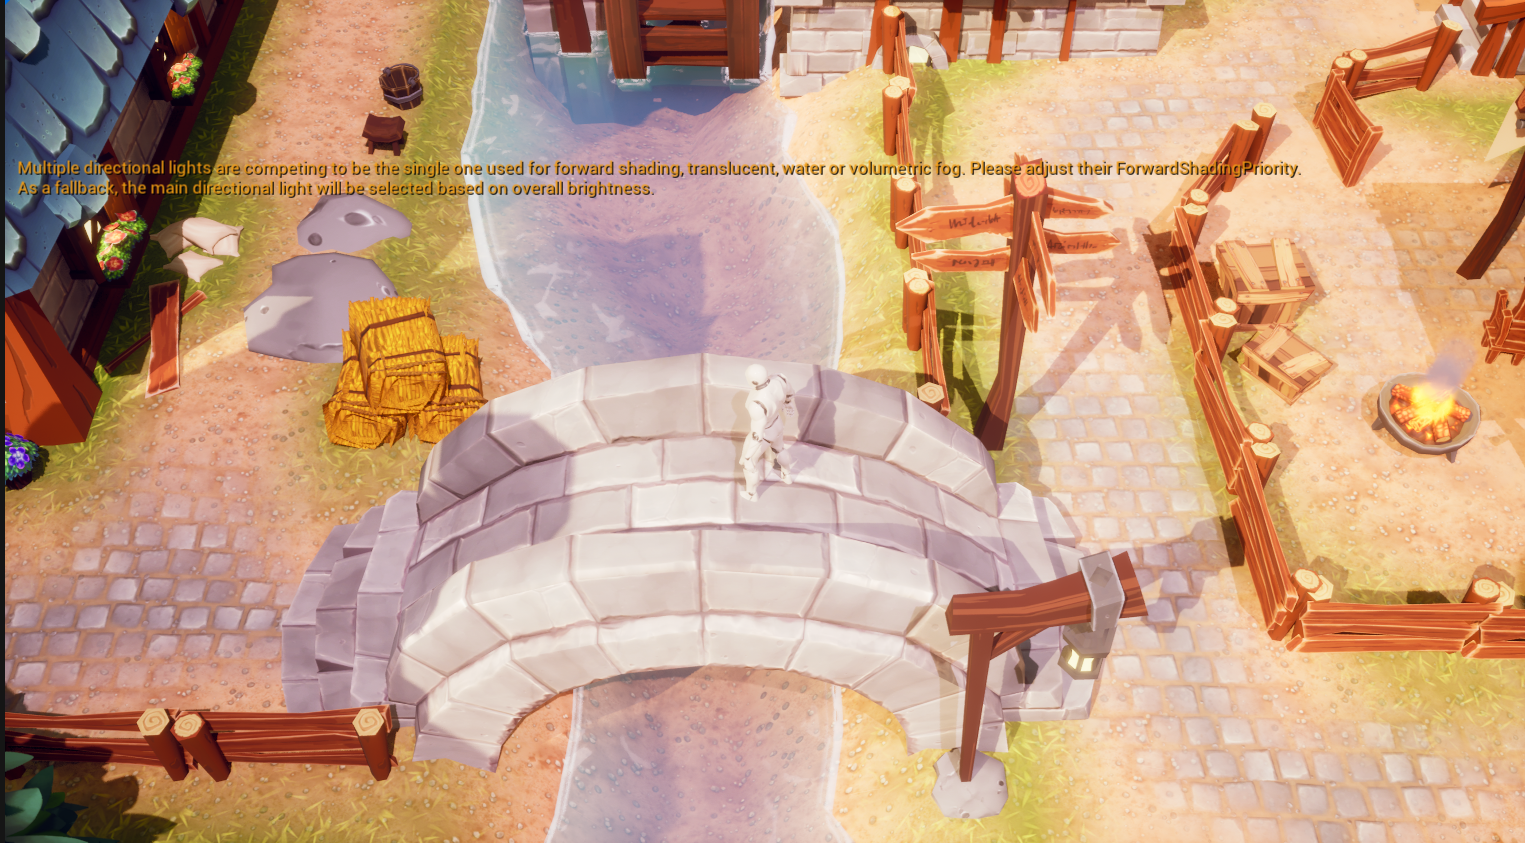 Multiple directional lights are competing to be the single one used for forward shading, translucent, water or volumetric fog. Please adjust their ForwardShadingPriority.
As a fallback, the main directional light will be selected based on overall brightness.